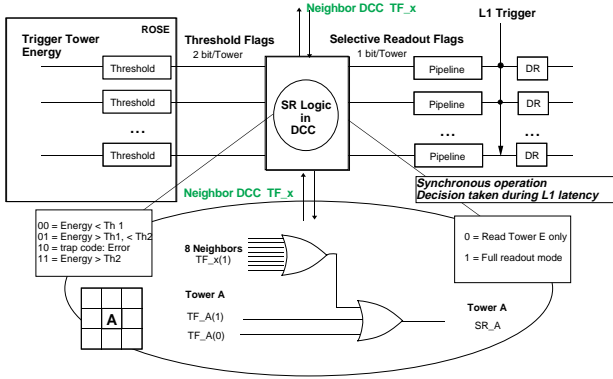 Neighbor DCC TF_x
L1 Trigger
ROSE
Trigger Tower
Energy
Threshold Flags
2 bit/Tower
Selective Readout Flags
1 bit/Tower
Threshold
Pipeline
DR
Threshold
Pipeline
DR
SR Logic
in
DCC
...
...
...
Threshold
Pipeline
DR
Neighbor DCC TF_x
Synchronous operation
Decision taken during L1 latency
00 = Energy < Th 1
01 = Energy > Th1, < Th2
10 = trap code: Error
11 = Energy > Th2
0 = Read Tower E only
1 = Full readout mode
8 Neighbors
TF_x(1)
Tower A
TF_A(1)
TF_A(0)
Tower A
SR_A
A